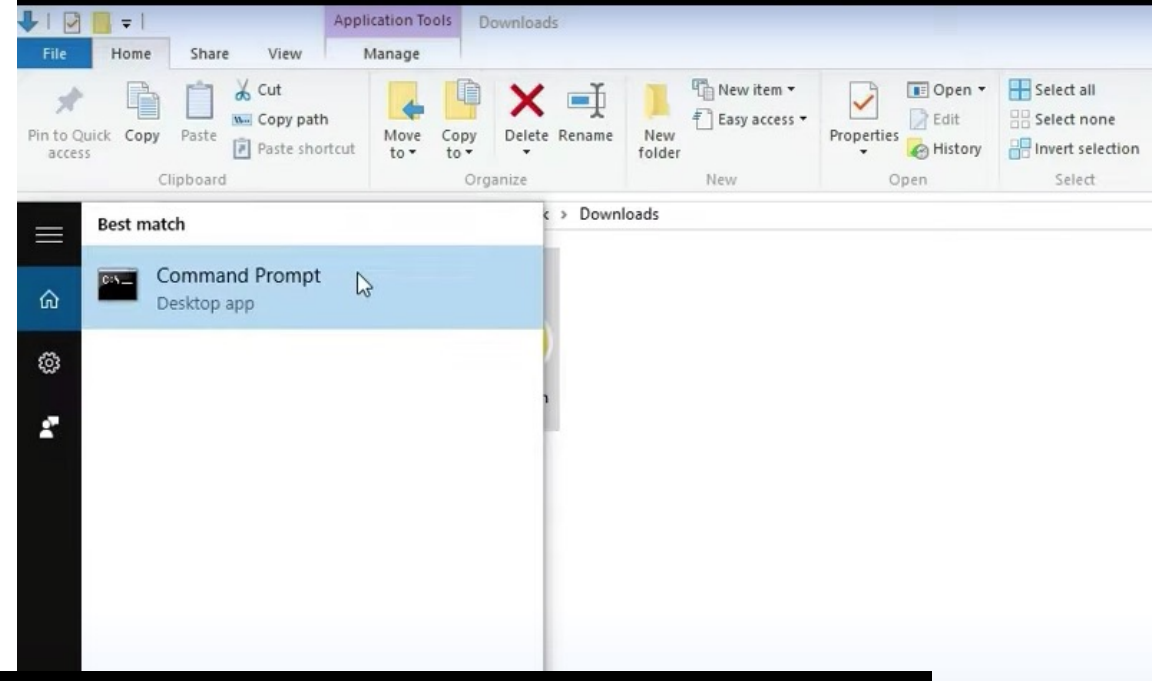 Application Tools Downloads
File Home Share View Manage
Pin to Quick access
Copy
Paste
Cut
Copy path
Paste shortcut
Clipboard
Move to
Copy to
Delete
Rename
Organize
New folder
New item
Easy access
New
Properties
Open
Edit
History
Open
Select all
Select none
Invert selection
Select
Best match
> Downloads
C:\_
Command Prompt
Desktop app